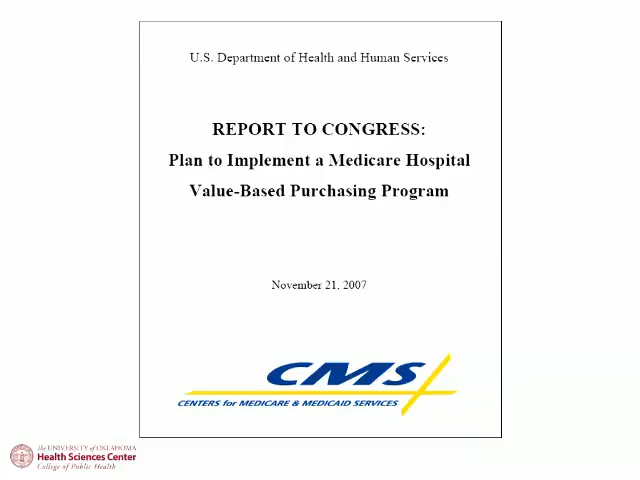 U.S. Department of Health and Human Services
REPORT TO CONGRESS:
Plan to Implement a Medicare Hospital
Value-Based Purchasing Program
November 21, 2007
CMS
CENTERS for MEDICARE & MEDICAID SERVICES
The UNIVERSITY of OKLAHOMA
Health Sciences Center
College of Public Health